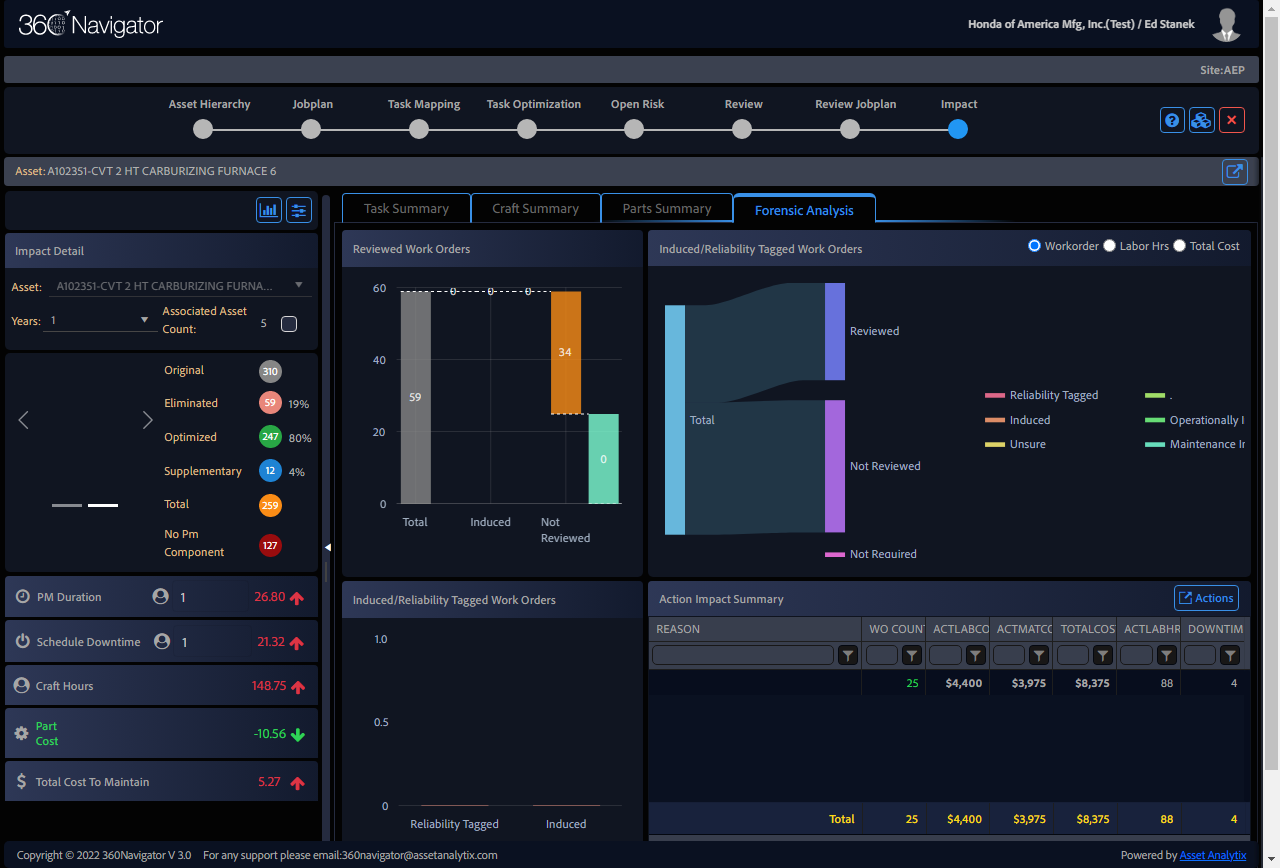 360 Navigator
Honda of America Mfg, Inc.(Test) / Ed Stanek
Site:AEP
Asset Hierarchy
Jobplan
Task Mapping
Task Optimization
Open Risk
Review
Review Jobplan
Impact
Asset: A102351-CVT 2 HT CARBURIZING FURNACE 6
Impact Detail
Asset: A102351-CVT 2 HT CARBURIZING FURNA...
Years: 1
Associated Asset
Count: 5
Original 310
Eliminated 59 19%
Optimized 247 80%
Supplementary 12 4%
Total 259
No Pm
Component 127
PM Duration 1 26.80
Schedule Downtime 1 21.32
Craft Hours 148.75
Part
Cost -10.56
$ Total Cost To Maintain 5.27
Task Summary
Craft Summary
Parts Summary
Forensic Analysis
Reviewed Work Orders
60
40
20
0
59
0
0
0
34
0
Total
Induced
Not
Reviewed
Induced/Reliability Tagged Work Orders
Workorder
Labor Hrs
Total Cost
Total
Reviewed
Not Reviewed
Not Required
Reliability Tagged
Induced
Unsure
.
Operationally I
Maintenance Ir
Induced/Reliability Tagged Work Orders
1.0
0.5
0
Reliability Tagged
Induced
Action Impact Summary
Actions
REASON WO COUNT ACTLABCO ACTMATCO TOTALCOS ACTLABHR DOWNTIM
25 $4,400 $3,975 $8,375 88 4
Total 25 $4,400 $3,975 $8,375 88 4
Copyright © 2022 360Navigator V 3.0 For any support please email:360navigator@assetanalytix.com
Powered by Asset Analytix